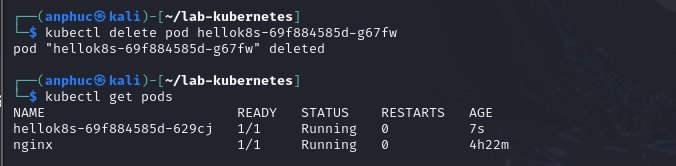 ┌──(anphuc㉿kali)-[~/lab-kubernetes]
└─$ kubectl delete pod hellok8s-69f884585d-g67fw
pod "hellok8s-69f884585d-g67fw" deleted
┌──(anphuc㉿kali)-[~/lab-kubernetes]
└─$ kubectl get pods
NAME                        READY   STATUS    RESTARTS   AGE
hellok8s-69f884585d-629cj   1/1     Running   0          7s
nginx                       1/1     Running   0          4h22m